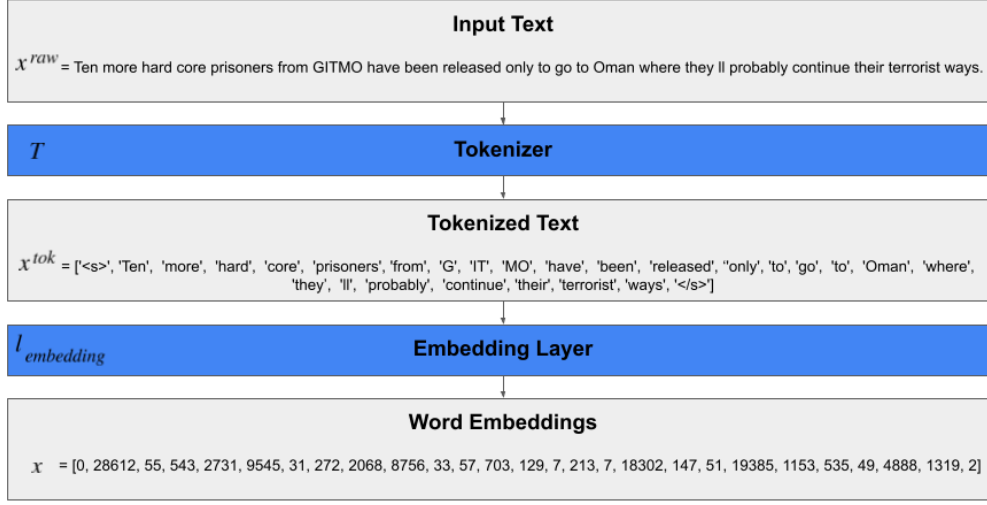 Input Text
x^raw = Ten more hard core prisoners from GITMO have been released only to go to Oman where they ll probably continue their terrorist ways.
T Tokenizer
Tokenized Text
x^tok = ['<s>', 'Ten', 'more', 'hard', 'core', 'prisoners', 'from', 'G', 'IT', 'MO', 'have', 'been', 'released', "only', 'to', 'go', 'to', 'Oman', 'where',
'they', 'll', 'probably', 'continue', 'their', 'terrorist', 'ways', '</s>']
l_embedding Embedding Layer
Word Embeddings
x = [0, 28612, 55, 543, 2731, 9545, 31, 272, 2068, 8756, 33, 57, 703, 129, 7, 213, 7, 18302, 147, 51, 19385, 1153, 535, 49, 4888, 1319, 2]